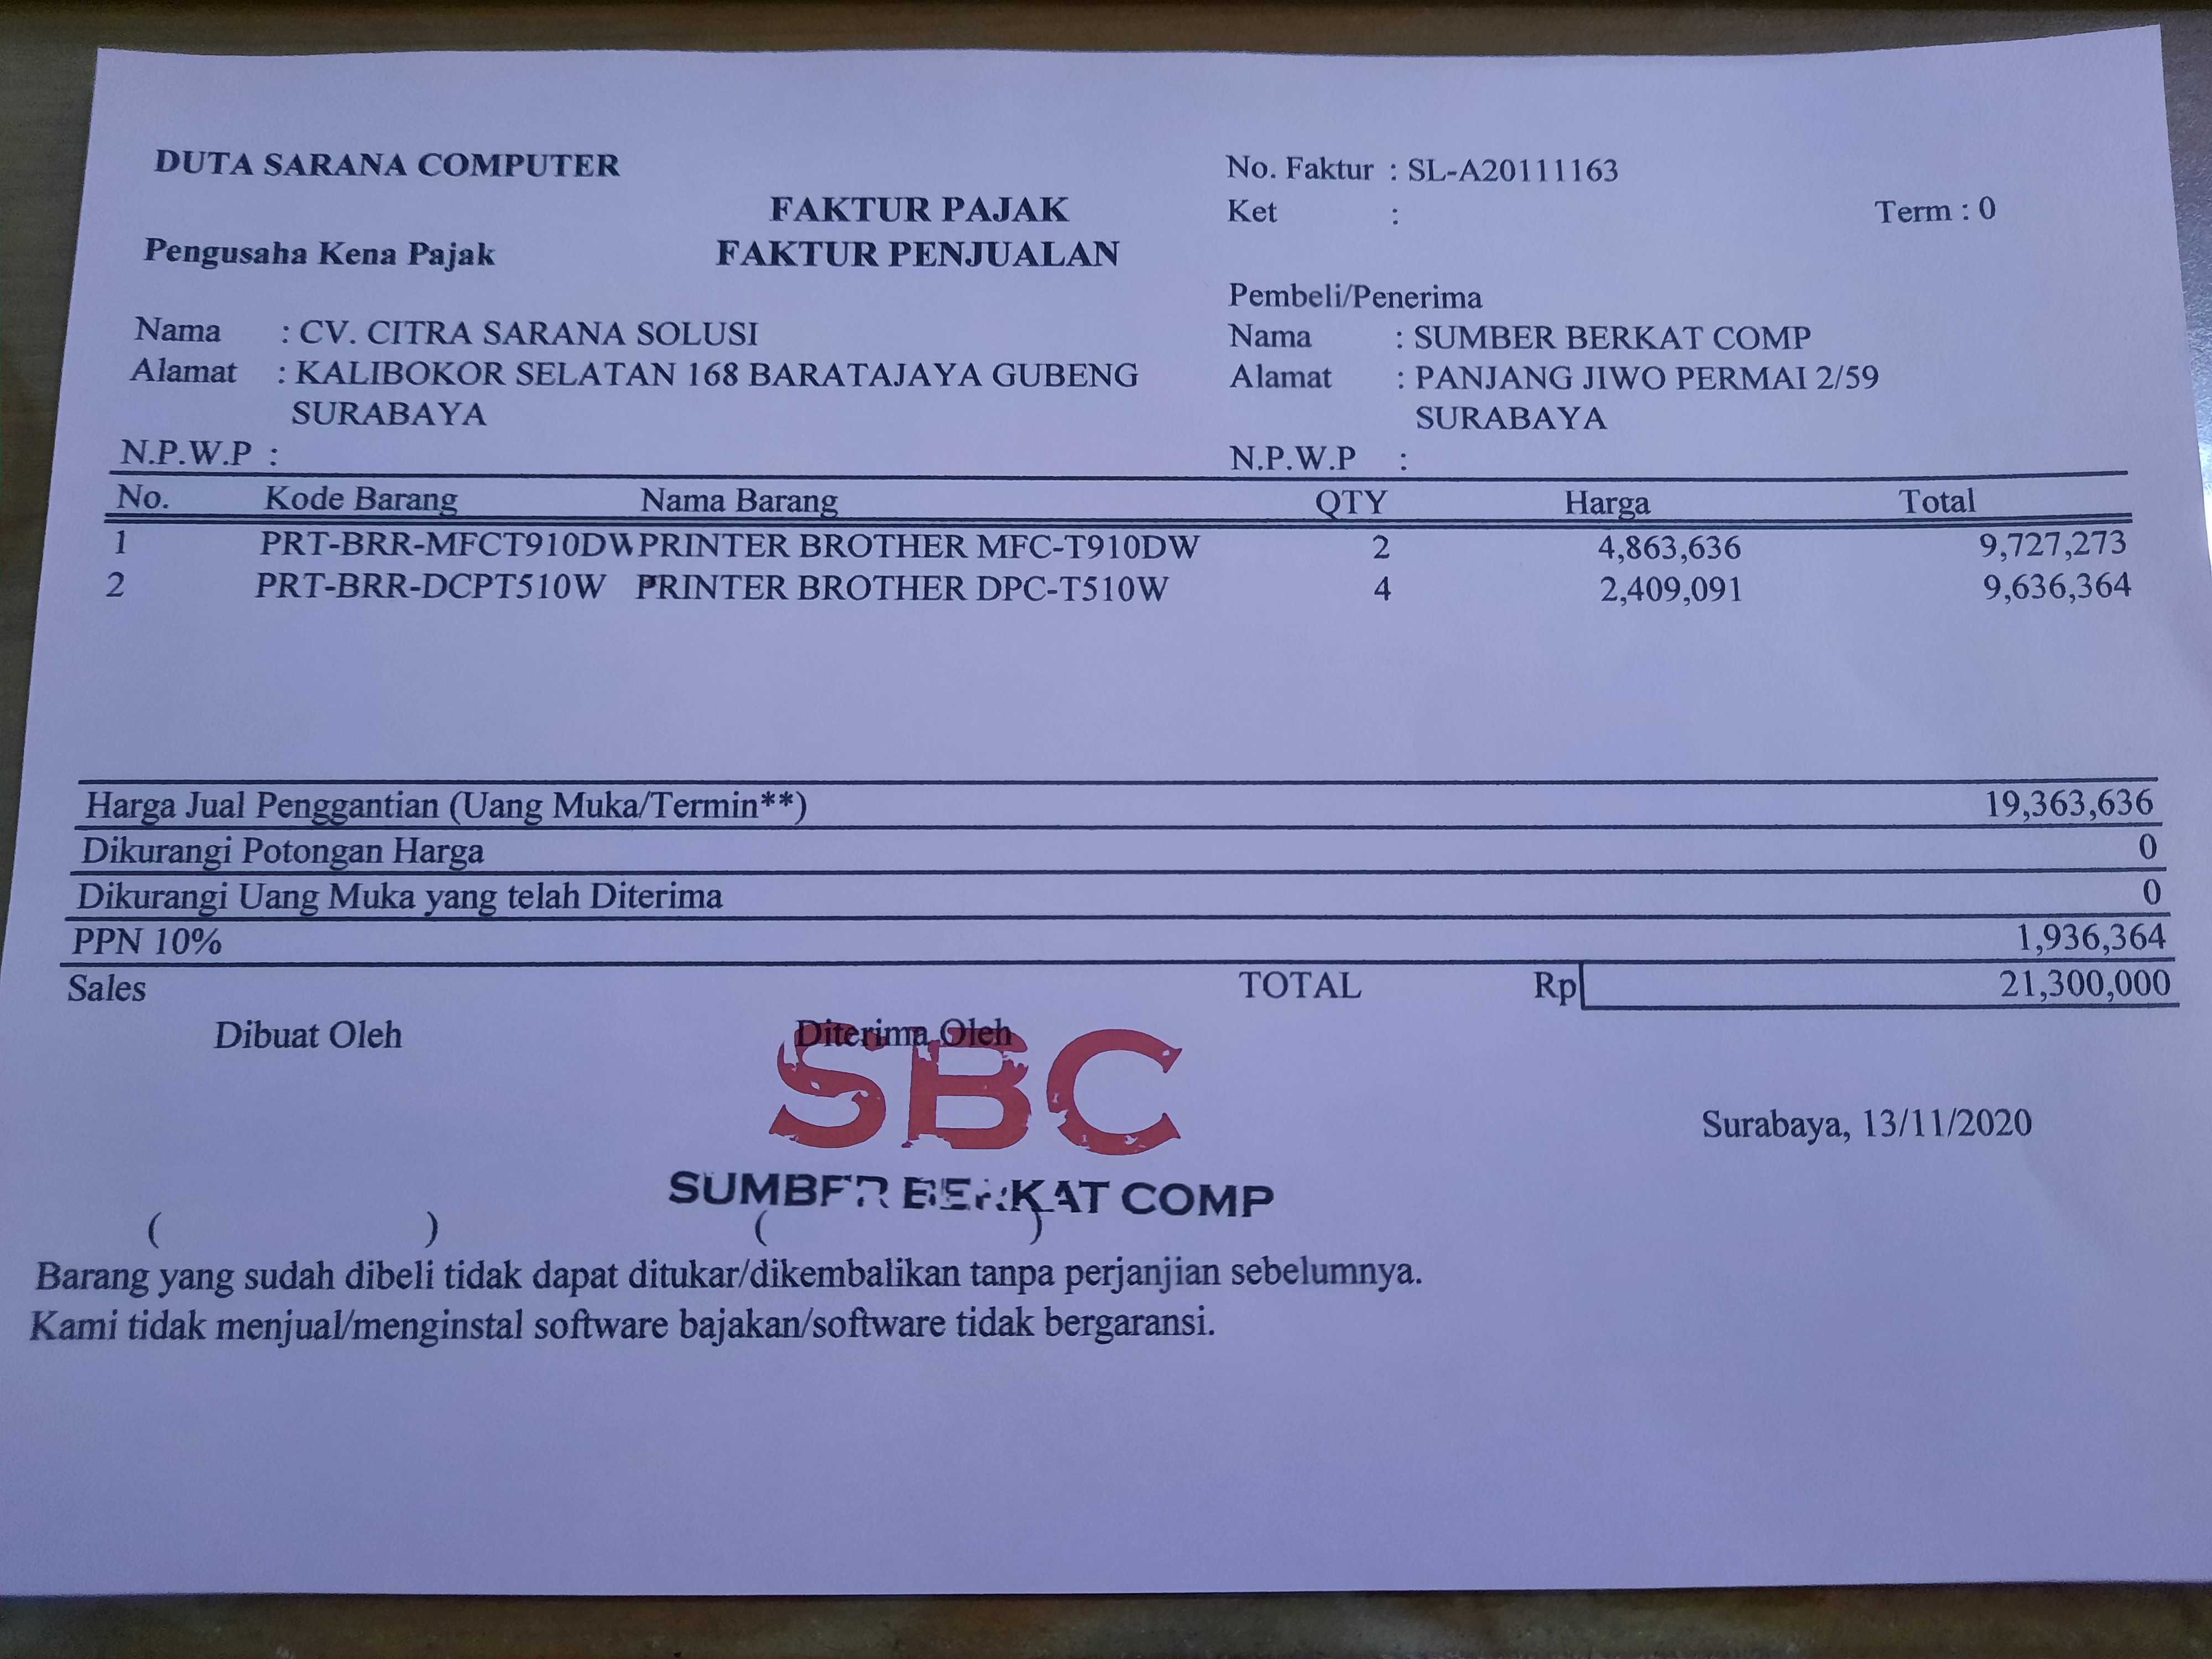 DUTA SARANA COMPUTER
FAKTUR PAJAK
Pengusaha Kena Pajak
FAKTUR PENJUALAN
No. Faktur : SL-A20111163
Ket :
Term : 0
Nama : CV. CITRA SARANA SOLUSI
Alamat : KALIBOKOR SELATAN 168 BARATAJAYA GUBENG
SURABAYA
N.P.W.P :
Pembeli/Penerima
Nama : SUMBER BERKAT COMP
Alamat : PANJANG JIWO PERMAI 2/59
SURABAYA
N.P.W.P :
No. Kode Barang Nama Barang QTY Harga Total
1 PRT-BRR-MFCT910DW PRINTER BROTHER MFC-T910DW 2 4,863,636 9,727,273
2 PRT-BRR-DCPT510W PRINTER BROTHER DPC-T510W 4 2,409,091 9,636,364
Harga Jual Penggantian (Uang Muka/Termin**) 19,363,636
Dikurangi Potongan Harga 0
Dikurangi Uang Muka yang telah Diterima 0
PPN 10% 1,936,364
Sales TOTAL Rp 21,300,000
Dibuat Oleh Diterima Oleh
SBC
SUMBER BERKAT COMP
Surabaya, 13/11/2020
( ) ( )
Barang yang sudah dibeli tidak dapat ditukar/dikembalikan tanpa perjanjian sebelumnya.
Kami tidak menjual/menginstal software bajakan/software tidak bergaransi.